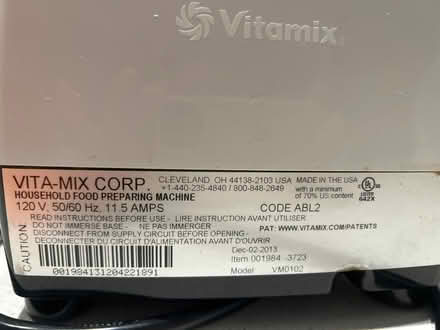 Vitamix
VITA-MIX CORP.
CLEVELAND, OH 44138-2103 USA
+1-440-235-4840 / 800-848-2649
MADE IN THE USA
with a minimum
of 70% US content
HOUSEHOLD FOOD PREPARING MACHINE
120 V, 50/60 Hz, 11.5 AMPS
CODE ABL2
UL
US
642X
READ INSTRUCTIONS BEFORE USE - LIRE INSTRUCTION AVANT UTILISER
DO NOT IMMERSE BASE - NE PAS IMMERGER
PAT: WWW.VITAMIX.COM/PATENTS
DISCONNECT FROM SUPPLY CIRCUIT BEFORE OPENING -
DECONNECTER DU CIRCUIT D'ALIMENTATION AVANT D'OUVRIR
CAUTION:
Dec-02-2013
Item 001984 -3723
Model VM0102
001984131204221891